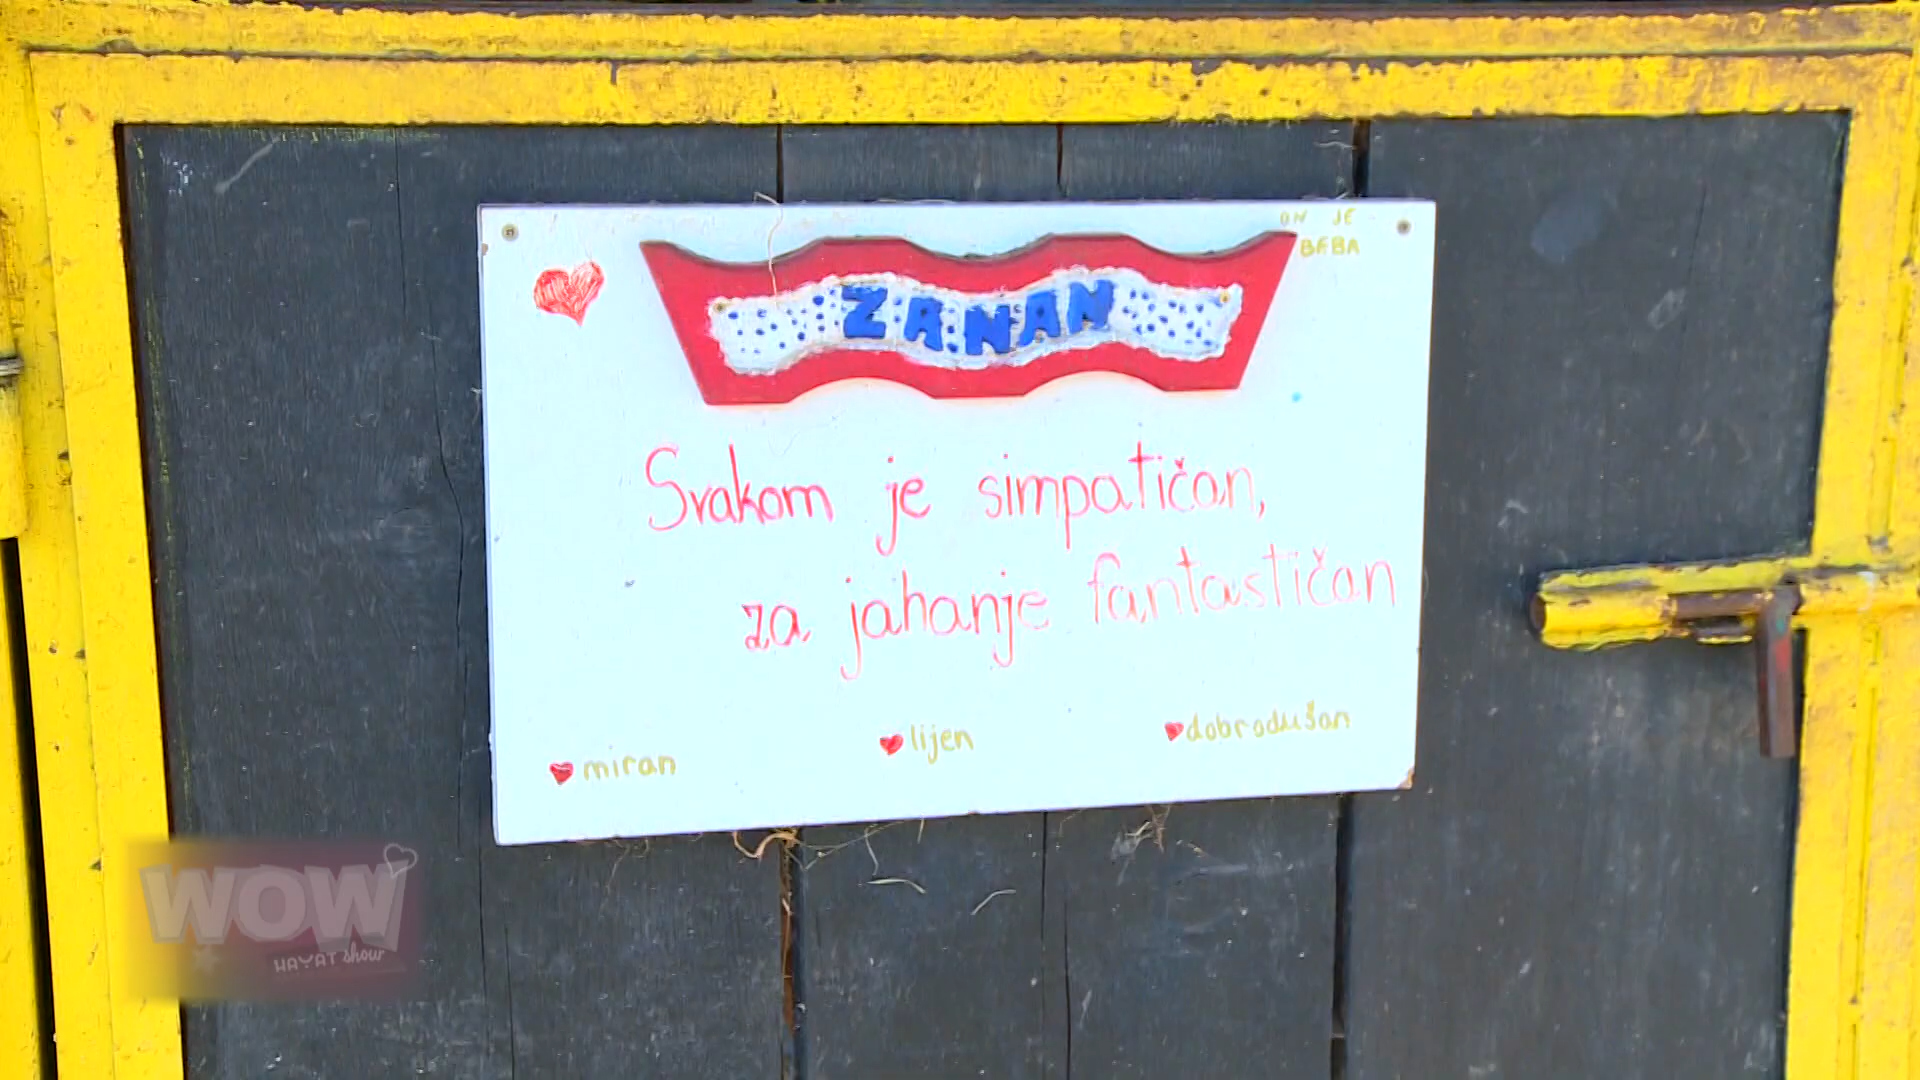 ON JE
BEBA
ZANAN
Svakom je simpatičan,
za jahanje fantastičan
miran
lijen
dobrodušan
WOW
HAYAT show